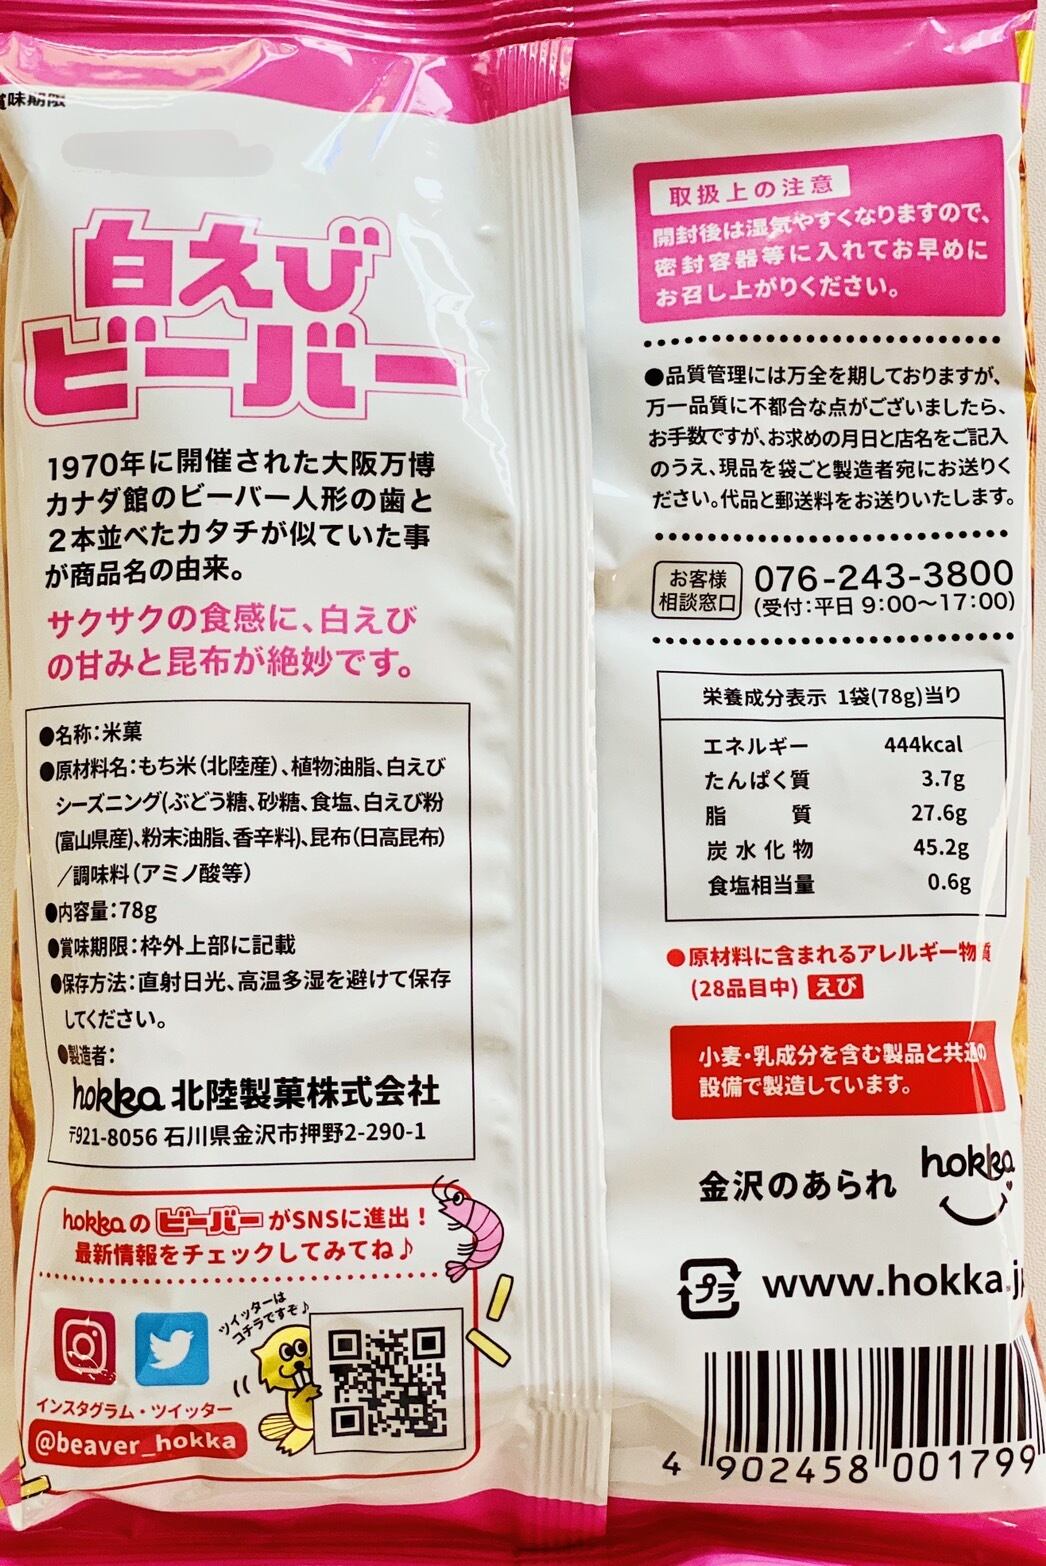 賞味期限
白えび
ビーバー
1970年に開催された大阪万博
カナダ館のビーバー人形の歯と
2本並べたカタチが似ていた事
が商品名の由来。
サクサクの食感に、白えび
の甘みと昆布が絶妙です。
●名称:米菓
●原材料名:もち米(北陸産)、植物油脂、白えび
シーズニング(ぶどう糖、砂糖、食塩、白えび粉
(富山県産)、粉末油脂、香辛料)、昆布(日高昆布)
/調味料(アミノ酸等)
●内容量:78g
●賞味期限:枠外上部に記載
●保存方法:直射日光、高温多湿を避けて保存
してください。
●製造者:
hokka 北陸製菓株式会社
〒921-8056 石川県金沢市押野2-290-1
hokkaのビーバーがSNSに進出!
最新情報をチェックしてみてね♪
ツイッターは
コチラですぞ♪
インスタグラム・ツイッター
@beaver_hokka
取扱上の注意
開封後は湿気やすくなりますので、
密封容器等に入れてお早めに
お召し上がりください。
●品質管理には万全を期しておりますが、
万一品質に不都合な点がございましたら、
お手数ですが、お求めの月日と店名をご記入
のうえ、現品を袋ごと製造者宛にお送りく
ださい。代品と郵送料をお送りいたします。
お客様
相談窓口
076-243-3800
(受付:平日 9:00〜17:00)
栄養成分表示 1袋(78g)当り
エネルギー 444kcal
たんぱく質 3.7g
脂質 27.6g
炭水化物 45.2g
食塩相当量 0.6g
●原材料に含まれるアレルギー物質
(28品目中) えび
小麦・乳成分を含む製品と共通の
設備で製造しています。
金沢のあられ hokka
プラ www.hokka.j
4 902458 001799